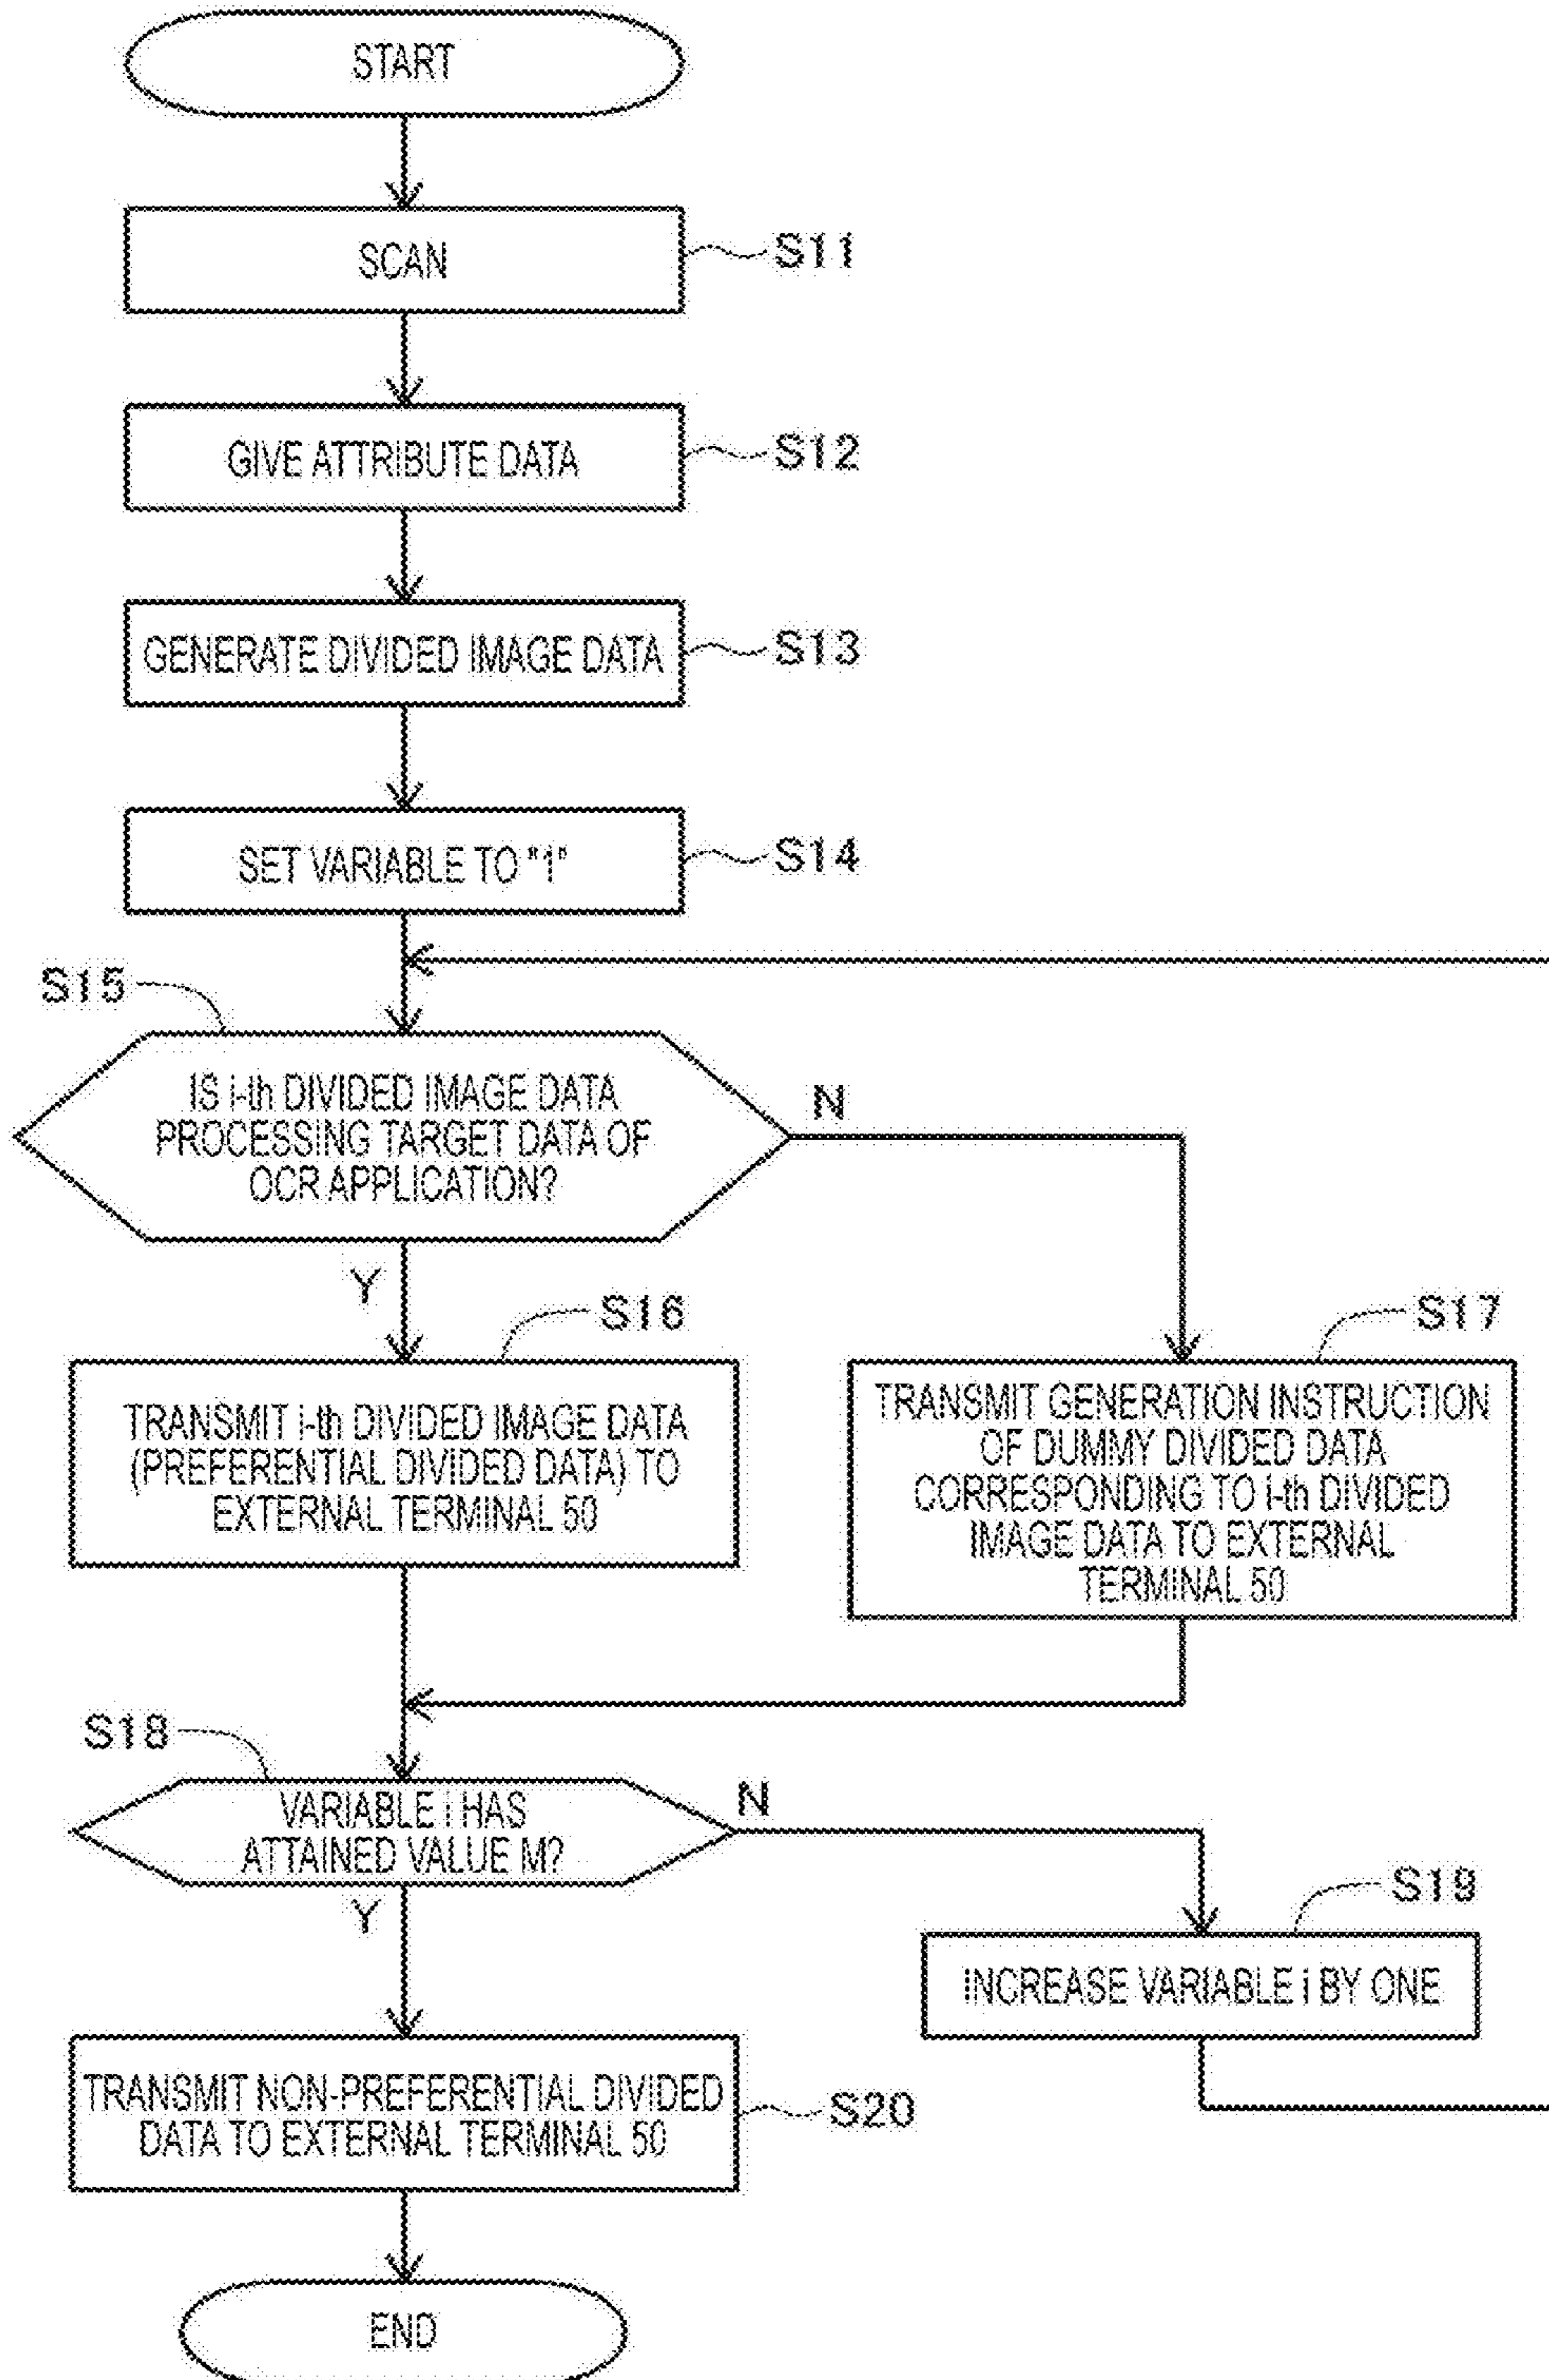 START
SCAN
S11
GIVE ATTRIBUTE DATA
S12
GENERATE DIVIDED IMAGE DATA
S13
SET VARIABLE TO "1"
S14
S15
IS i-th DIVIDED IMAGE DATA
PROCESSING TARGET DATA OF
OCR APPLICATION?
N
Y
S16
TRANSMIT i-th DIVIDED IMAGE DATA
(PREFERENTIAL DIVIDED DATA) TO
EXTERNAL TERMINAL 50
S17
TRANSMIT GENERATION INSTRUCTION
OF DUMMY DIVIDED DATA
CORRESPONDING TO i-th DIVIDED
IMAGE DATA TO EXTERNAL
TERMINAL 50
S18
VARIABLE i HAS
ATTAINED VALUE M?
N
Y
S19
INCREASE VARIABLE i BY ONE
TRANSMIT NON-PREFERENTIAL DIVIDED
DATA TO EXTERNAL TERMINAL 50
S20
END